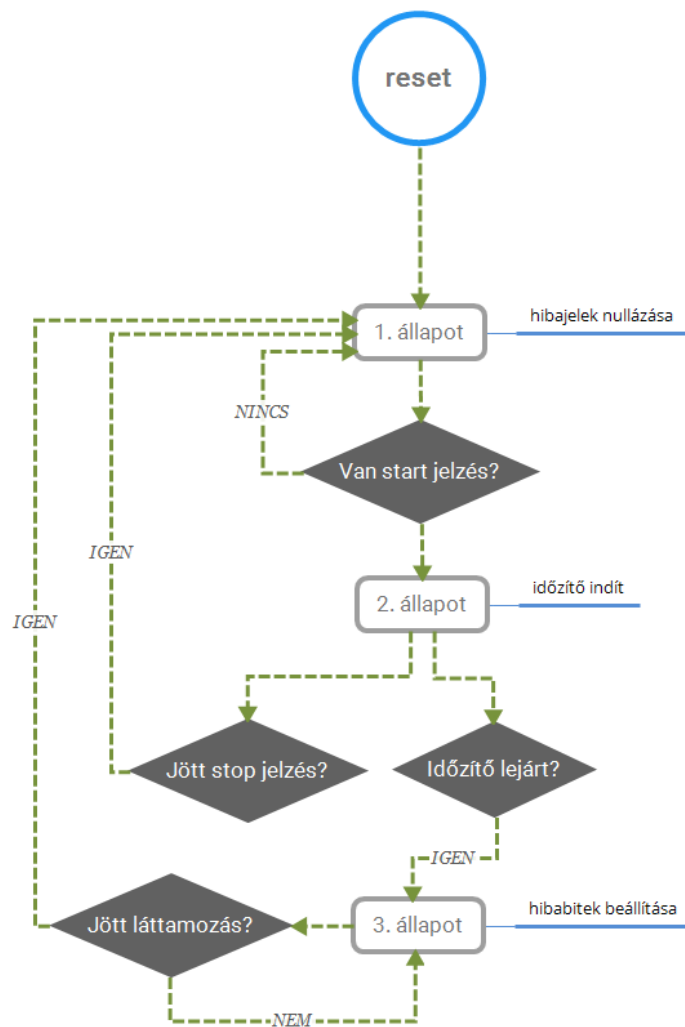 reset
1. állapot
hibajelek nullázása
NINCS
Van start jelzés?
IGEN
2. állapot
időzítő indít
IGEN
Jött stop jelzés?
Időzítő lejárt?
IGEN
Jött láttamozás?
3. állapot
hibabitek beállítása
NEM